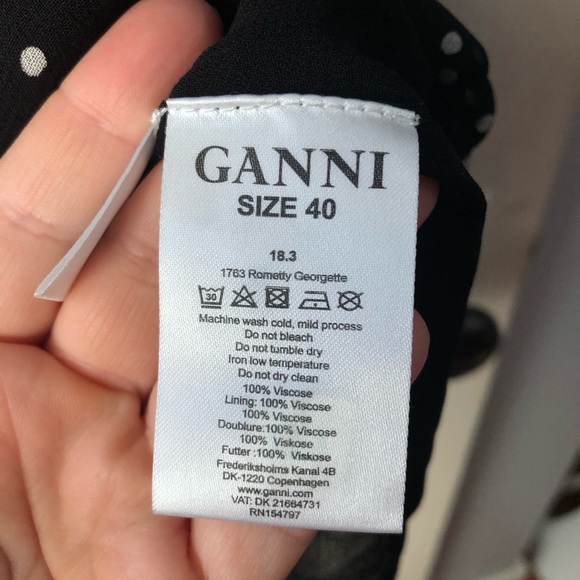 GANNI
SIZE 40
18.3
1763 Rometty Georgette
30
Machine wash cold, mild process
Do not bleach
Do not tumble dry
Iron low temperature
Do not dry clean
100% Viscose
Lining: 100% Viscose
100% Viscose
Doublure:100% Viscose
100% Viskose
Futter :100% Viskose
Frederiksholms Kanal 4B
DK-1220 Copenhagen
www.ganni.com
VAT: DK 21664731
RN154797